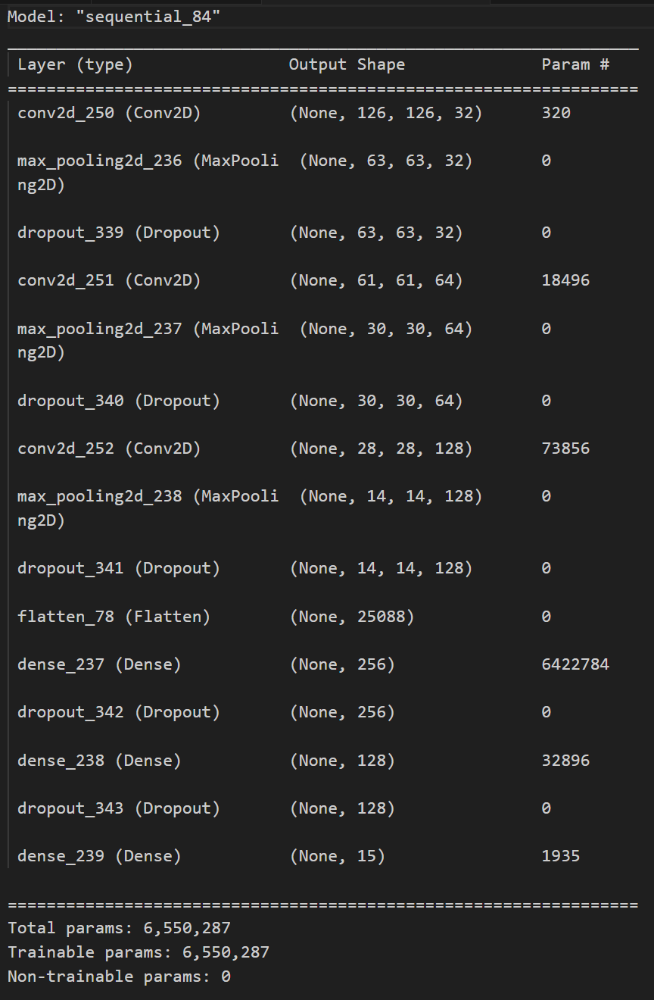 Model: "sequential_84"
_________________________________________________________________
Layer (type)                Output Shape              Param #
=================================================================
conv2d_250 (Conv2D)         (None, 126, 126, 32)      320
max_pooling2d_236 (MaxPooli  (None, 63, 63, 32)       0
ng2D)
dropout_339 (Dropout)       (None, 63, 63, 32)        0
conv2d_251 (Conv2D)         (None, 61, 61, 64)        18496
max_pooling2d_237 (MaxPooli  (None, 30, 30, 64)       0
ng2D)
dropout_340 (Dropout)       (None, 30, 30, 64)        0
conv2d_252 (Conv2D)         (None, 28, 28, 128)       73856
max_pooling2d_238 (MaxPooli  (None, 14, 14, 128)      0
ng2D)
dropout_341 (Dropout)       (None, 14, 14, 128)       0
flatten_78 (Flatten)        (None, 25088)             0
dense_237 (Dense)           (None, 256)               6422784
dropout_342 (Dropout)       (None, 256)               0
dense_238 (Dense)           (None, 128)               32896
dropout_343 (Dropout)       (None, 128)               0
dense_239 (Dense)           (None, 15)                1935
=================================================================
Total params: 6,550,287
Trainable params: 6,550,287
Non-trainable params: 0